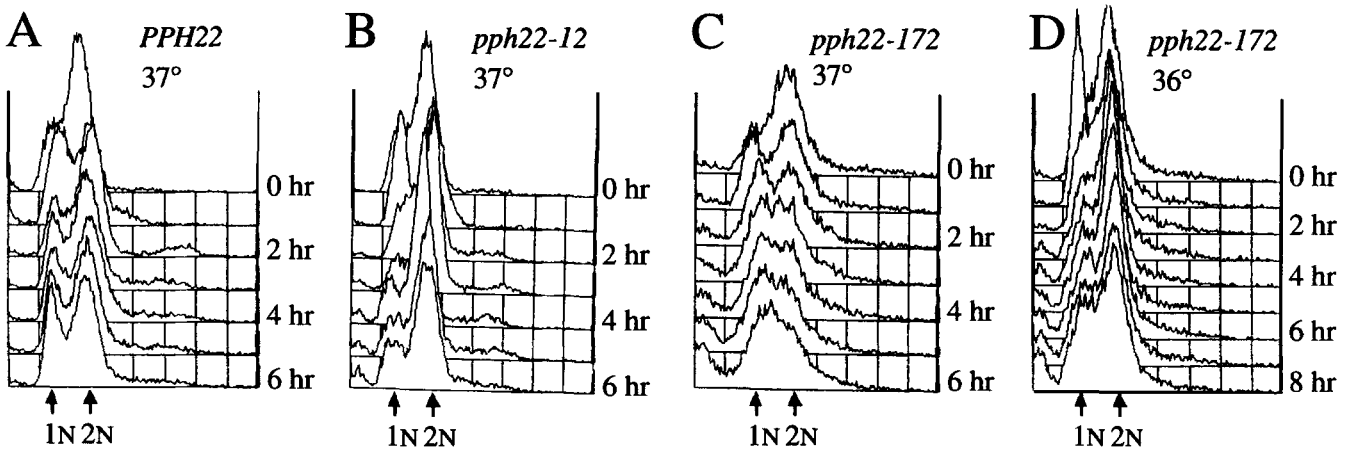 A PPH22 37°
0 hr
2 hr
4 hr
6 hr
1N 2N
B pph22-12 37°
0 hr
2 hr
4 hr
6 hr
1N 2N
C pph22-172 37°
0 hr
2 hr
4 hr
6 hr
1N 2N
D pph22-172 36°
0 hr
2 hr
4 hr
6 hr
8 hr
1N 2N